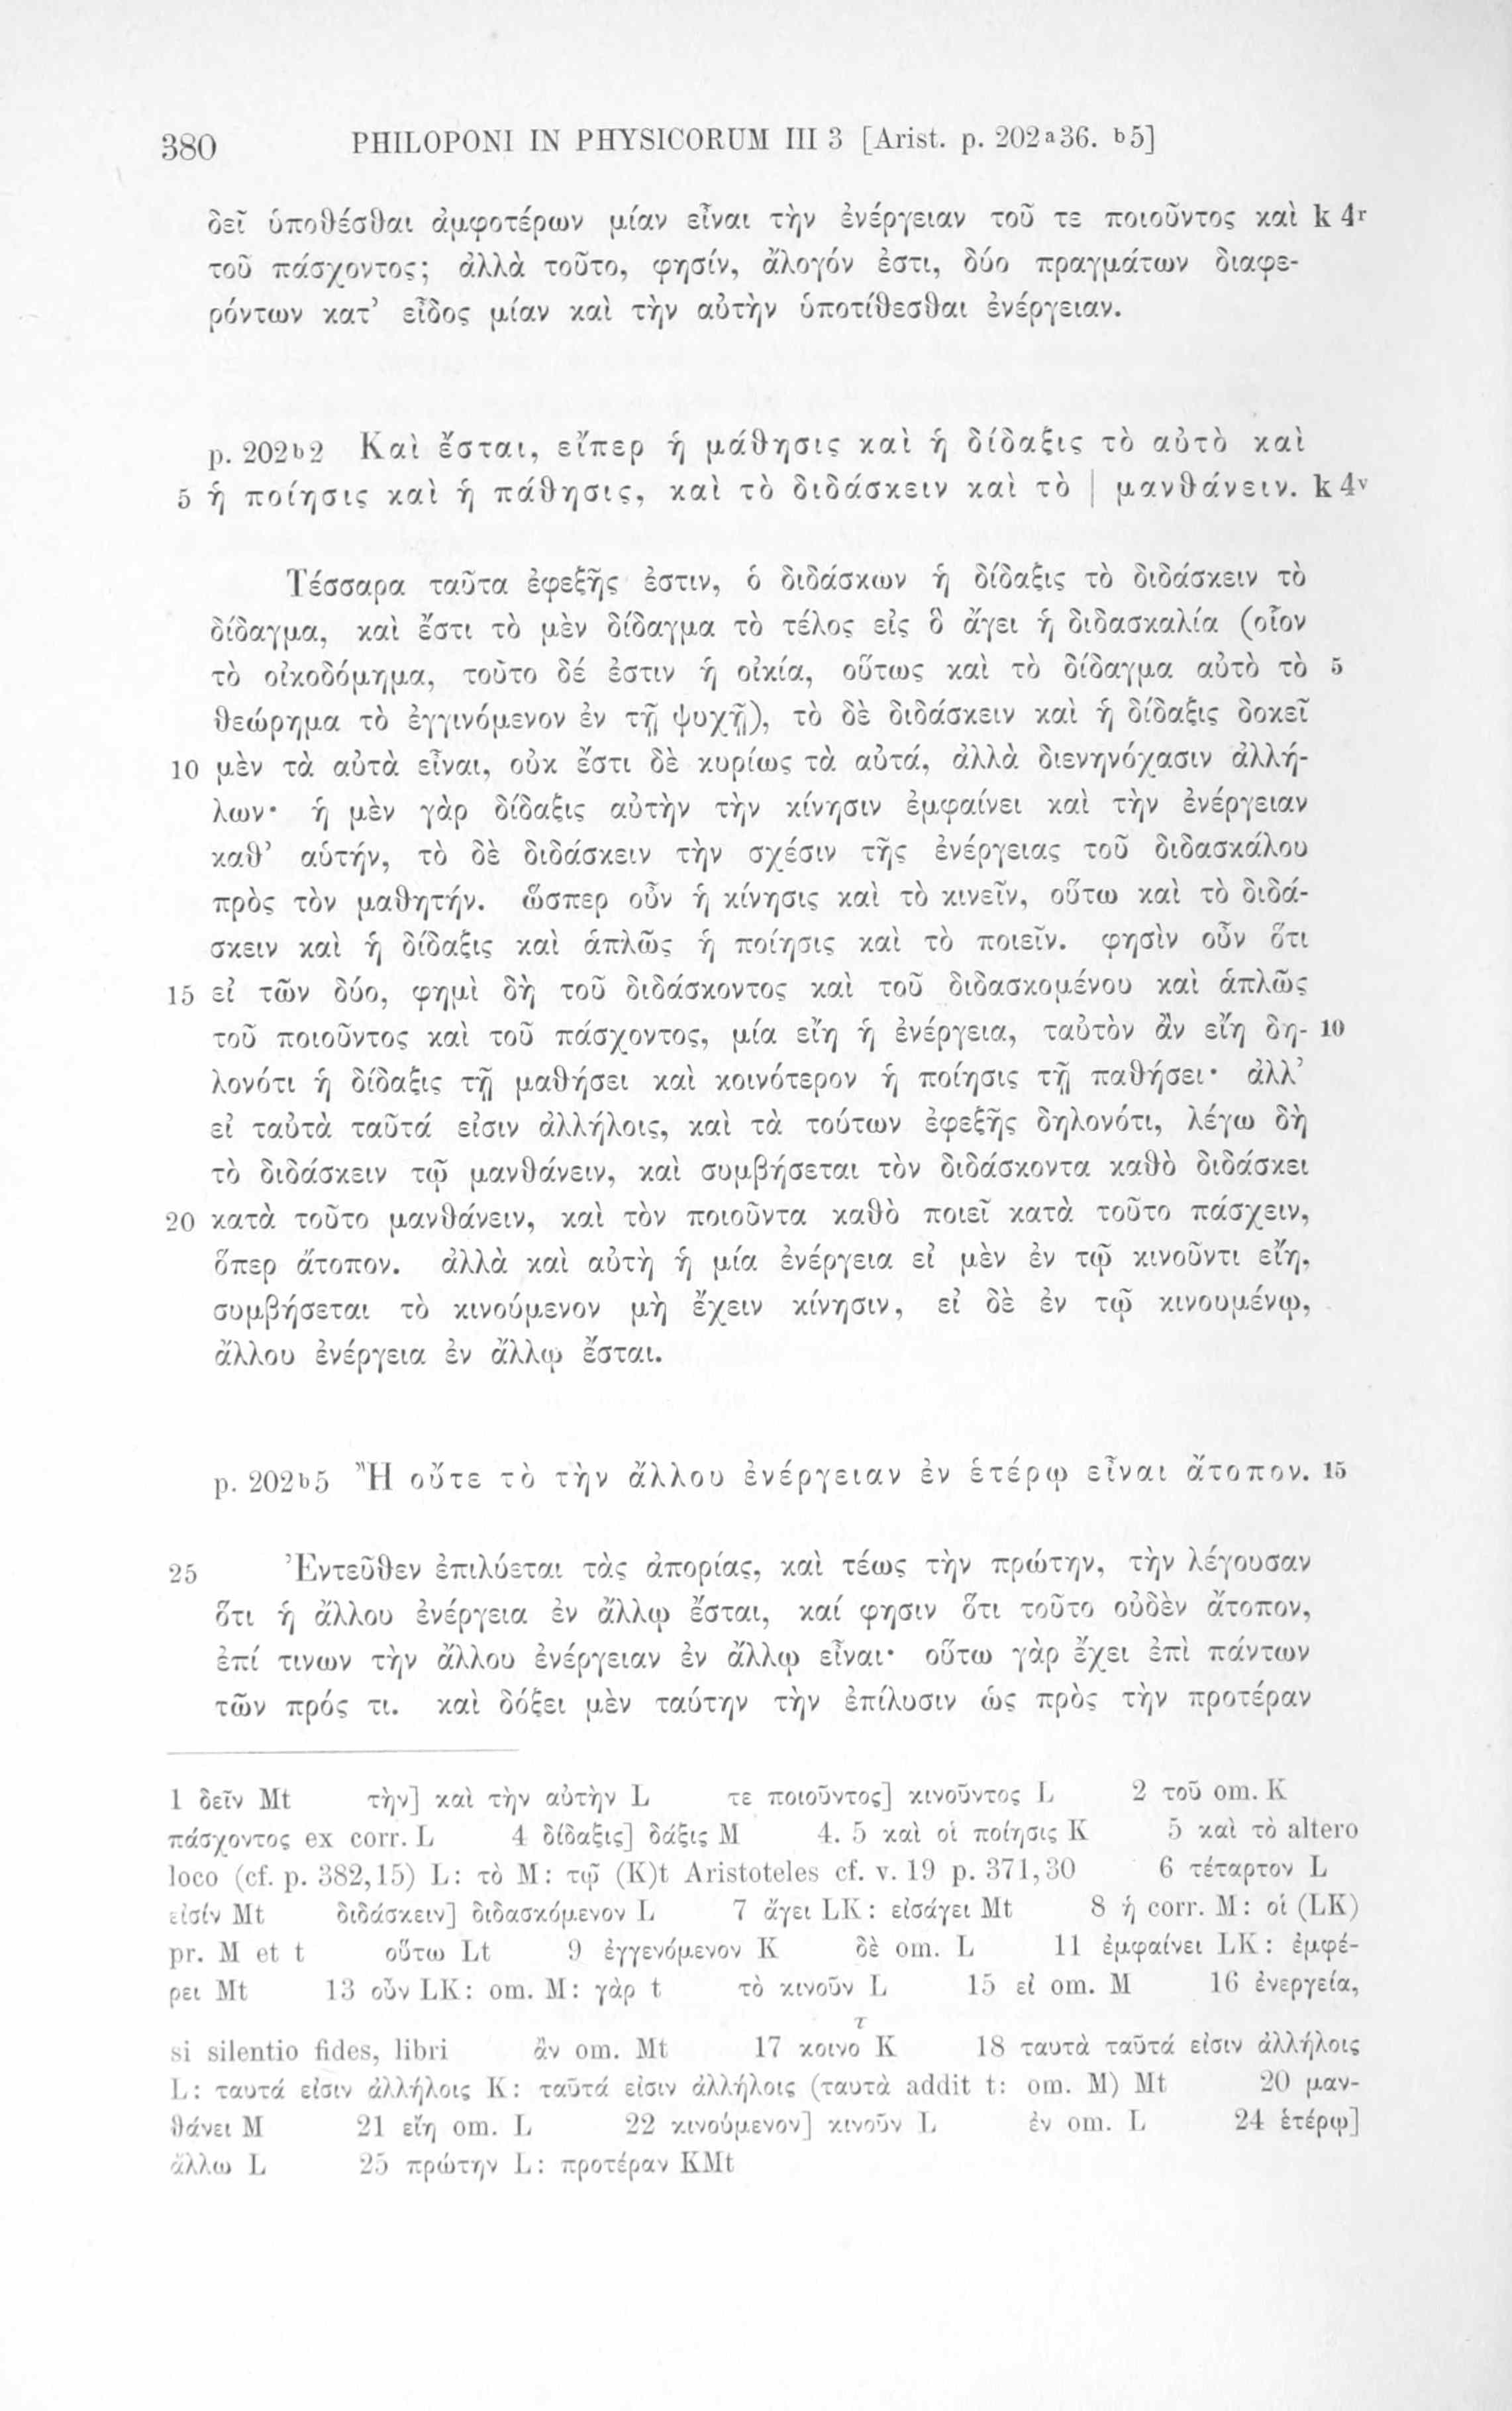 380 PHILOPONI IN PHYSICORUM III 3 [Arist. p. 202ᵃ36. ᵇ5]
δεῖ ὑποθέσθαι ἀμφοτέρων μίαν εἶναι τὴν ἐνέργειαν τοῦ τε ποιοῦντος καὶ k 4ʳ
τοῦ πάσχοντος; ἀλλὰ τοῦτο, φησίν, ἄλογόν ἐστι, δύο πραγμάτων διαφε-
ρόντων κατ’ εἶδος μίαν καὶ τὴν αὐτὴν ὑποτίθεσθαι ἐνέργειαν.
p. 202ᵇ2 Καὶ ἔσται, εἴπερ ἡ μάθησις καὶ ἡ δίδαξις τὸ αὐτὸ καὶ
5 ἡ ποίησις καὶ ἡ πάθησις, καὶ τὸ διδάσκειν καὶ τὸ | μανθάνειν. k 4ᵛ
Τέσσαρα ταῦτα ἐφεξῆς ἐστιν, ὁ διδάσκων ἡ δίδαξις τὸ διδάσκειν τὸ
δίδαγμα, καὶ ἔστι τὸ μὲν δίδαγμα τὸ τέλος εἰς ὃ ἄγει ἡ διδασκαλία (οἷον
τὸ οἰκοδόμημα, τοῦτο δέ ἐστιν ἡ οἰκία, οὕτως καὶ τὸ δίδαγμα αὐτὸ τὸ 5
θεώρημα τὸ ἐγγινόμενον ἐν τῇ ψυχῇ), τὸ δὲ διδάσκειν καὶ ἡ δίδαξις δοκεῖ
10 μὲν τὰ αὐτὰ εἶναι, οὐκ ἔστι δὲ κυρίως τὰ αὐτά, ἀλλὰ διενηνόχασιν ἀλλή-
λων· ἡ μὲν γὰρ δίδαξις αὐτὴν τὴν κίνησιν ἐμφαίνει καὶ τὴν ἐνέργειαν
καθ’ αὑτήν, τὸ δὲ διδάσκειν τὴν σχέσιν τῆς ἐνέργειας τοῦ διδασκάλου
πρὸς τὸν μαθητήν. ὥσπερ οὖν ἡ κίνησις καὶ τὸ κινεῖν, οὕτω καὶ τὸ διδά-
σκειν καὶ ἡ δίδαξις καὶ ἁπλῶς ἡ ποίησις καὶ τὸ ποιεῖν. φησὶν οὖν ὅτι
15 εἰ τῶν δύο, φημὶ δὴ τοῦ διδάσκοντος καὶ τοῦ διδασκομένου καὶ ἁπλῶς
τοῦ ποιοῦντος καὶ τοῦ πάσχοντος, μία εἴη ἡ ἐνέργεια, ταὐτὸν ἂν εἴη δη- 10
λονότι ἡ δίδαξις τῇ μαθήσει καὶ κοινότερον ἡ ποίησις τῇ παθήσει· ἀλλ’
εἰ ταὐτὰ ταῦτά εἰσιν ἀλλήλοις, καὶ τὰ τούτων ἐφεξῆς δηλονότι, λέγω δὴ
τὸ διδάσκειν τῷ μανθάνειν, καὶ συμβήσεται τὸν διδάσκοντα καθὸ διδάσκει
20 κατὰ τοῦτο μανθάνειν, καὶ τὸν ποιοῦντα καθὸ ποιεῖ κατὰ τοῦτο πάσχειν,
ὅπερ ἄτοπον. ἀλλὰ καὶ αὐτὴ ἡ μία ἐνέργεια εἰ μὲν ἐν τῷ κινοῦντι εἴη,
συμβήσεται τὸ κινούμενον μὴ ἔχειν κίνησιν, εἰ δὲ ἐν τῷ κινουμένῳ,
ἄλλου ἐνέργεια ἐν ἄλλῳ ἔσται.
p. 202ᵇ5 Ἢ οὔτε τὸ τὴν ἄλλου ἐνέργειαν ἐν ἑτέρῳ εἶναι ἄτοπον. 15
25 Ἐντεῦθεν ἐπιλύεται τὰς ἀπορίας, καὶ τέως τὴν πρώτην, τὴν λέγουσαν
ὅτι ἡ ἄλλου ἐνέργεια ἐν ἄλλῳ ἔσται, καί φησιν ὅτι τοῦτο οὐδὲν ἄτοπον,
ἐπί τινων τὴν ἄλλου ἐνέργειαν ἐν ἄλλῳ εἶναι· οὕτω γὰρ ἔχει ἐπὶ πάντων
τῶν πρός τι. καὶ δόξει μὲν ταύτην τὴν ἐπίλυσιν ὡς πρὸς τὴν προτέραν
1 δεῖν Mt τὴν] καὶ τὴν αὐτὴν L τε ποιοῦντος] κινοῦντος L 2 τοῦ om. K
πάσχοντος ex corr. L 4 δίδαξις] δάξις M 4. 5 καὶ οἱ ποίησις K 5 καὶ τὸ altero
loco (cf. p. 382,15) L: τὸ M: τῷ (K)t Aristoteles cf. v. 19 p. 371,30 6 τέταρτον L
εἰσίν Mt διδάσκειν] διδασκόμενον L 7 ἄγει LK: εἰσάγει Mt 8 ἡ corr. M: οἱ (LK)
pr. M et t οὕτω Lt 9 ἐγγενόμενον K δὲ om. L 11 ἐμφαίνει LK: ἐμφέ-
ρει Mt 13 οὖν LK: om. M: γὰρ t τὸ κινοῦν L 15 εἰ om. M 16 ἐνεργεία,
si silentio fides, libri ἂν om. Mt 17 κοινοτ K 18 ταυτὰ ταῦτά εἰσιν ἀλλήλοις
L: ταυτά εἰσιν ἀλλήλοις K: ταῦτά εἰσιν ἀλλήλοις (ταυτὰ addit t: om. M) Mt 20 μαν-
θάνει M 21 εἴη om. L 22 κινούμενον] κινοῦν L ἐν om. L 24 ἑτέρῳ]
ἄλλω L 25 πρώτην L: προτέραν KMt